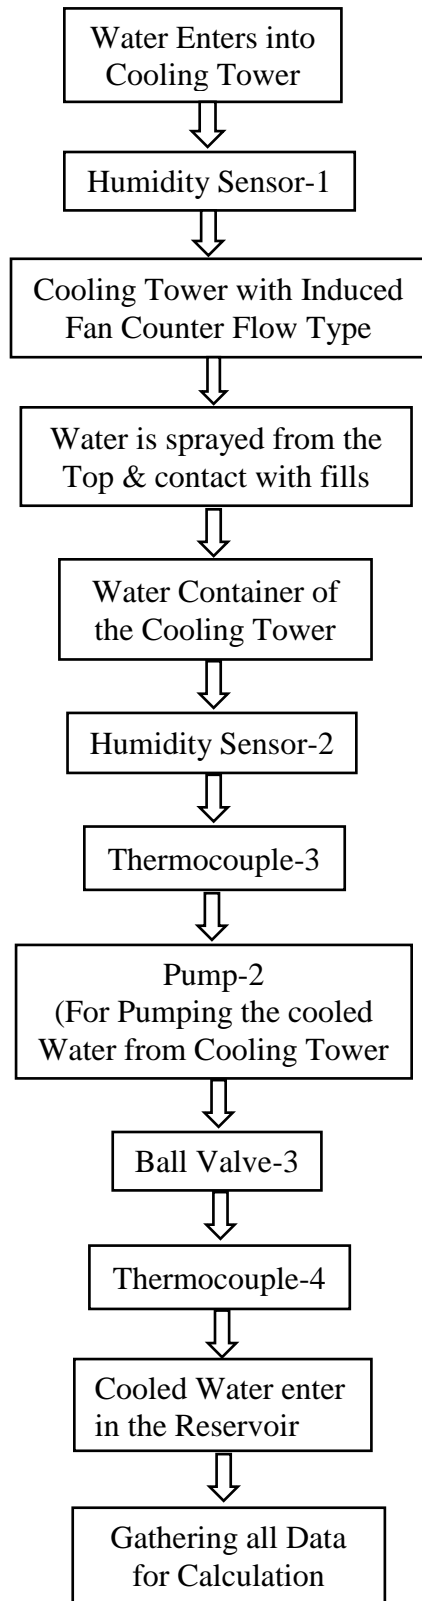 Water Enters into
Cooling Tower
Humidity Sensor-1
Cooling Tower with Induced
Fan Counter Flow Type
Water is sprayed from the
Top & contact with fills
Water Container of
the Cooling Tower
Humidity Sensor-2
Thermocouple-3
Pump-2
(For Pumping the cooled
Water from Cooling Tower
Ball Valve-3
Thermocouple-4
Cooled Water enter
in the Reservoir
Gathering all Data
for Calculation